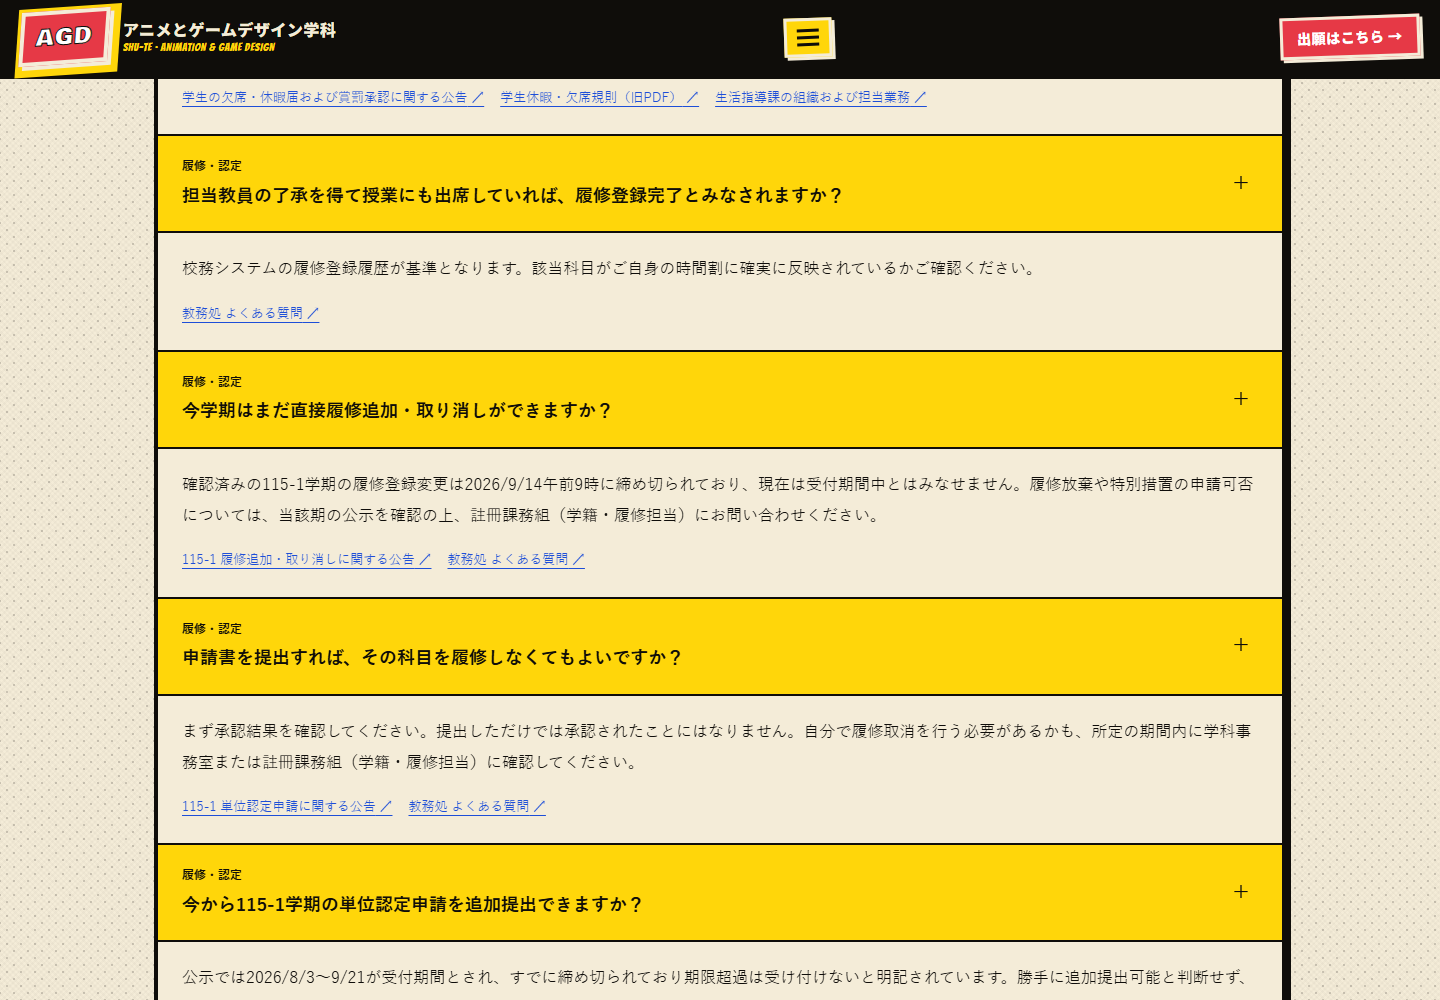 AGD
アニメとゲームデザイン学科
SHU-TE · ANIMATION & GAME DESIGN
出願はこちら →
学生の欠席・休暇届および賞罰承認に関する公告 ↗ 学生休暇・欠席規則（旧PDF） ↗ 生活指導課の組織および担当業務 ↗
履修・認定
担当教員の了承を得て授業にも出席していれば、履修登録完了とみなされますか？
+
校務システムの履修登録履歴が基準となります。該当科目がご自身の時間割に確実に反映されているかご確認ください。
教務処 よくある質問 ↗
履修・認定
今学期はまだ直接履修追加・取り消しができますか？
+
確認済みの115-1学期の履修登録変更は2026/9/14午前9時に締め切られており、現在は受付期間中とはみなせません。履修放棄や特別措置の申請可否
については、当該期の公示を確認の上、註冊課務組（学籍・履修担当）にお問い合わせください。
115-1 履修追加・取り消しに関する公告 ↗ 教務処 よくある質問 ↗
履修・認定
申請書を提出すれば、その科目を履修しなくてもよいですか？
+
まず承認結果を確認してください。提出しただけでは承認されたことにはなりません。自分で履修取消を行う必要があるかも、所定の期間内に学科事
務室または註冊課務組（学籍・履修担当）に確認してください。
115-1 単位認定申請に関する公告 ↗ 教務処 よくある質問 ↗
履修・認定
今から115-1学期の単位認定申請を追加提出できますか？
+
公示では2026/8/3〜9/21が受付期間とされ、すでに締め切られており期限超過は受け付けないと明記されています。勝手に追加提出可能と判断せず、